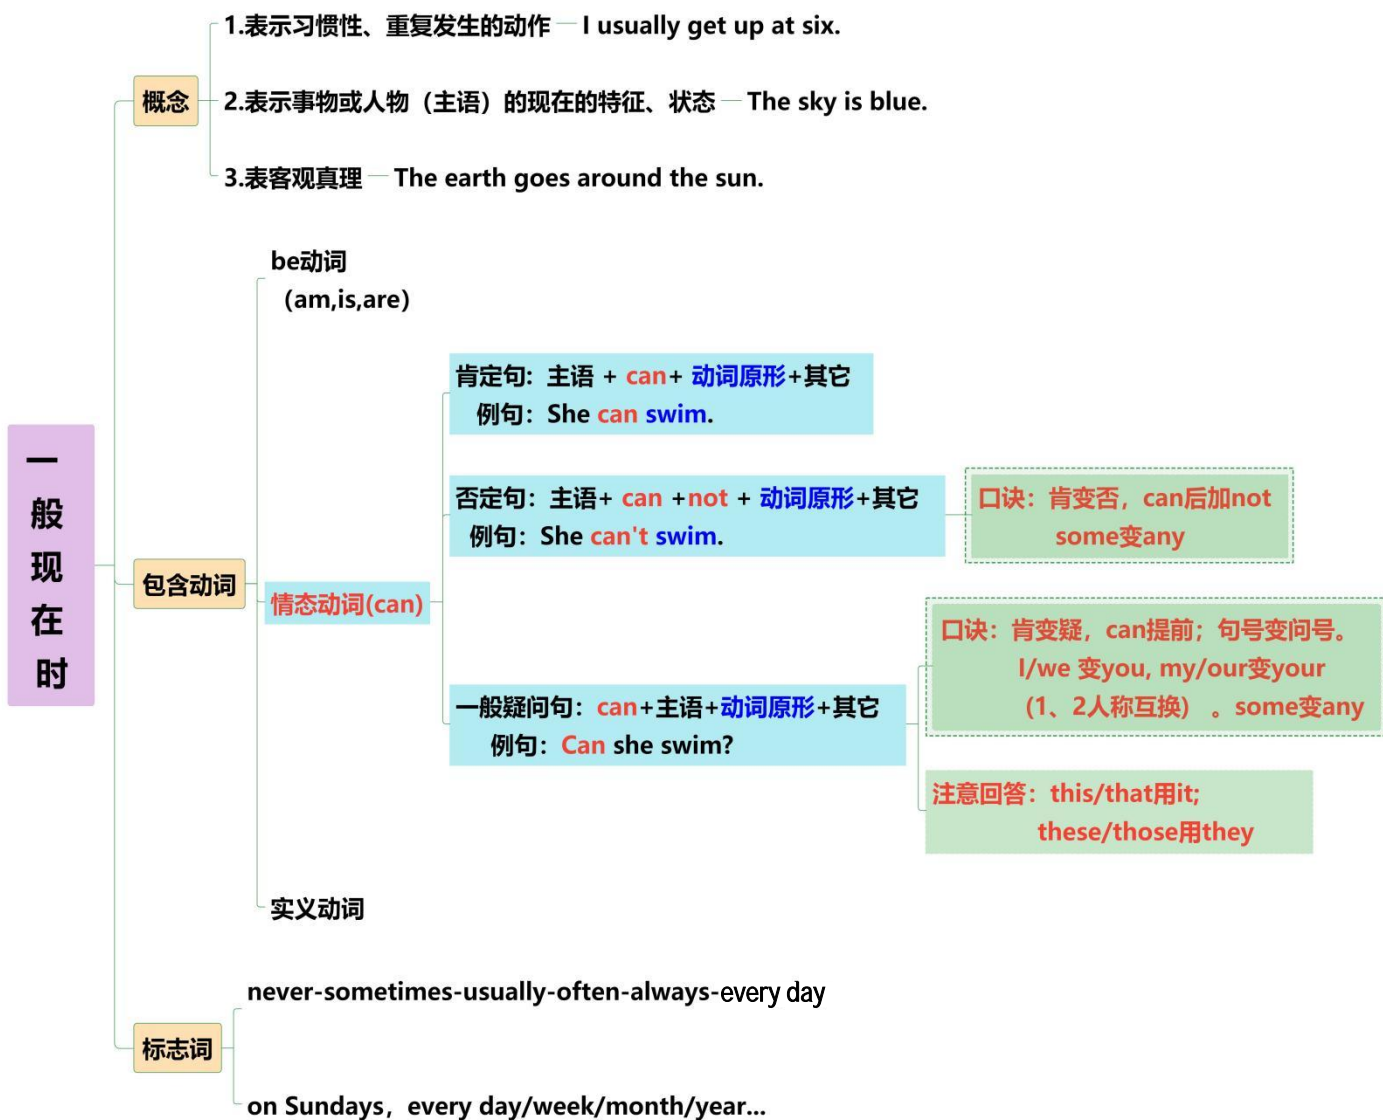 一般现在时
概念
1.表示习惯性、重复发生的动作 I usually get up at six.
2.表示事物或人物（主语）的现在的特征、状态 The sky is blue.
3.表客观真理 The earth goes around the sun.
包含动词
be动词
（am,is,are）
情态动词(can)
肯定句：主语 + can+ 动词原形+其它
例句：She can swim.
否定句：主语+ can +not + 动词原形+其它
例句：She can't swim.
口诀：肯变否，can后加not
some变any
一般疑问句：can+主语+动词原形+其它
例句：Can she swim?
口诀：肯变疑，can提前；句号变问号。
I/we 变you, my/our变your
（1、2人称互换） 。some变any
注意回答：this/that用it;
these/those用they
实义动词
标志词
never-sometimes-usually-often-always-every day
on Sundays，every day/week/month/year...